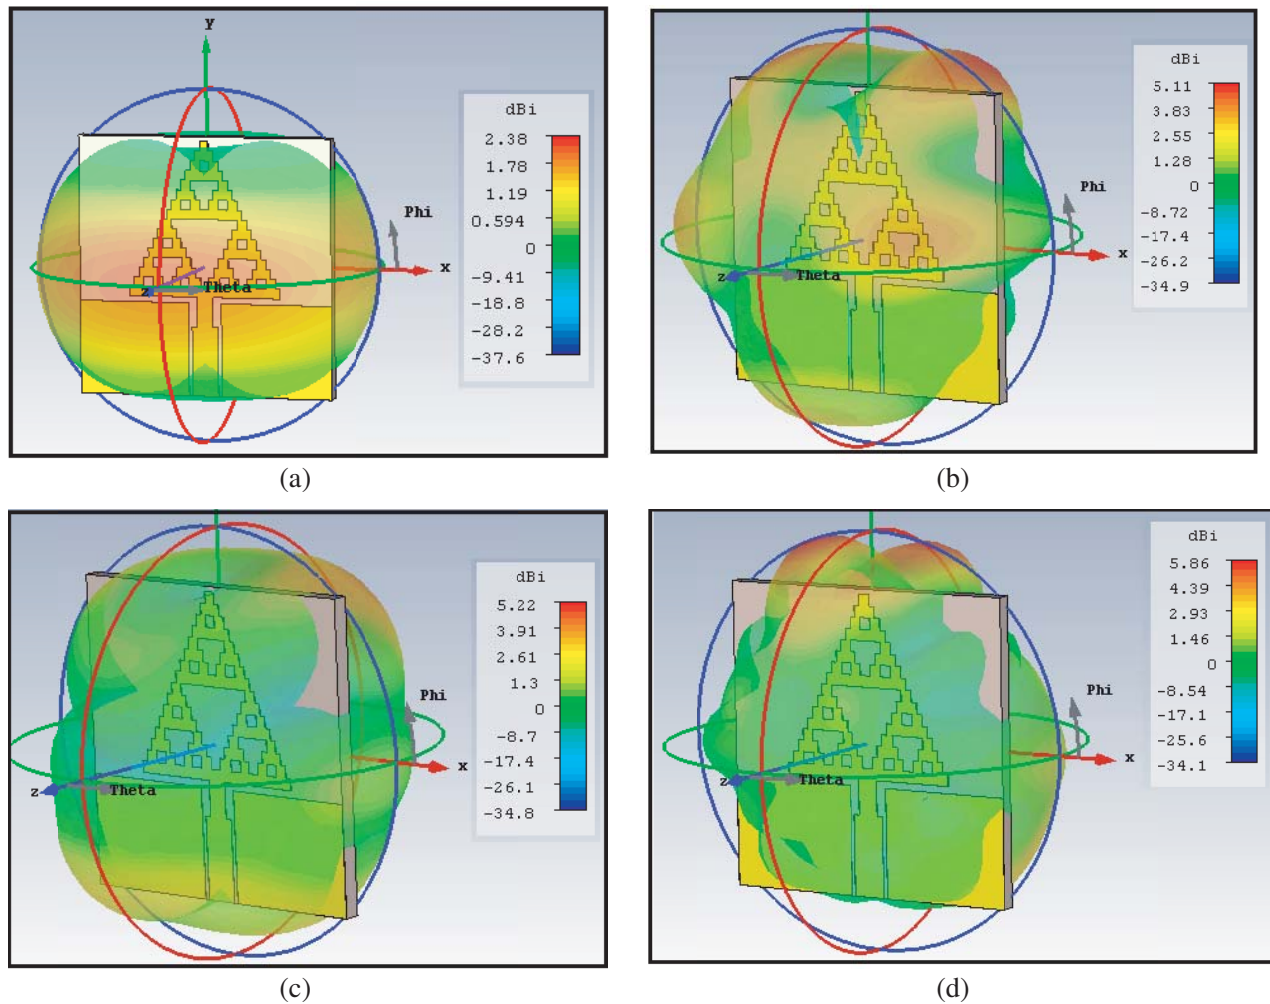 y
dBi
2.38
1.78
1.19
0.594
0
-9.41
-18.8
-28.2
-37.6
Phi
x
z
Theta
(a)
dBi
5.11
3.83
2.55
1.28
0
-8.72
-17.4
-26.2
-34.9
Phi
x
z
Theta
(b)
dBi
5.22
3.91
2.61
1.3
0
-8.7
-17.4
-26.1
-34.8
Phi
x
z
Theta
(c)
dBi
5.86
4.39
2.93
1.46
0
-8.54
-17.1
-25.6
-34.1
Phi
x
z
Theta
(d)